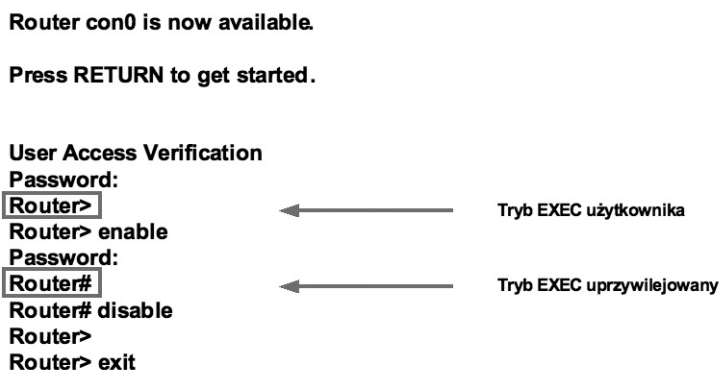 Router con0 is now available.
Press RETURN to get started.
User Access Verification
Password:
Router> Tryb EXEC użytkownika
Router> enable
Password:
Router# Tryb EXEC uprzywilejowany
Router# disable
Router>
Router> exit